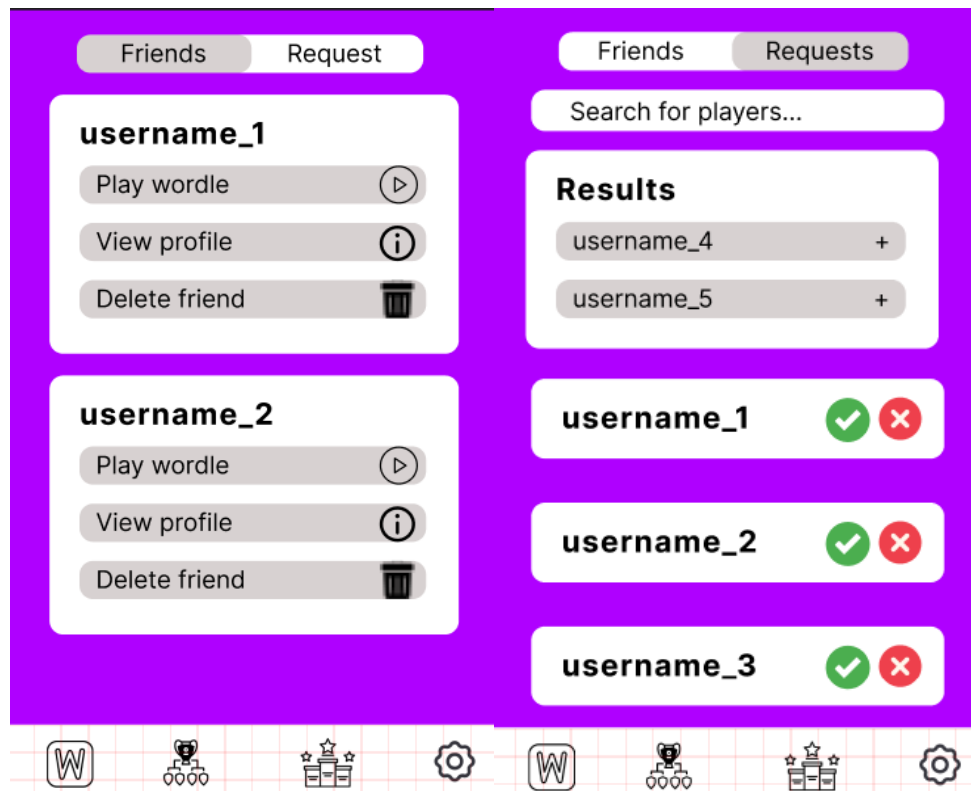 Friends Request
username_1
Play wordle
View profile
Delete friend
username_2
Play wordle
View profile
Delete friend
W
Friends Requests
Search for players...
Results
username_4 +
username_5 +
username_1
username_2
username_3
W